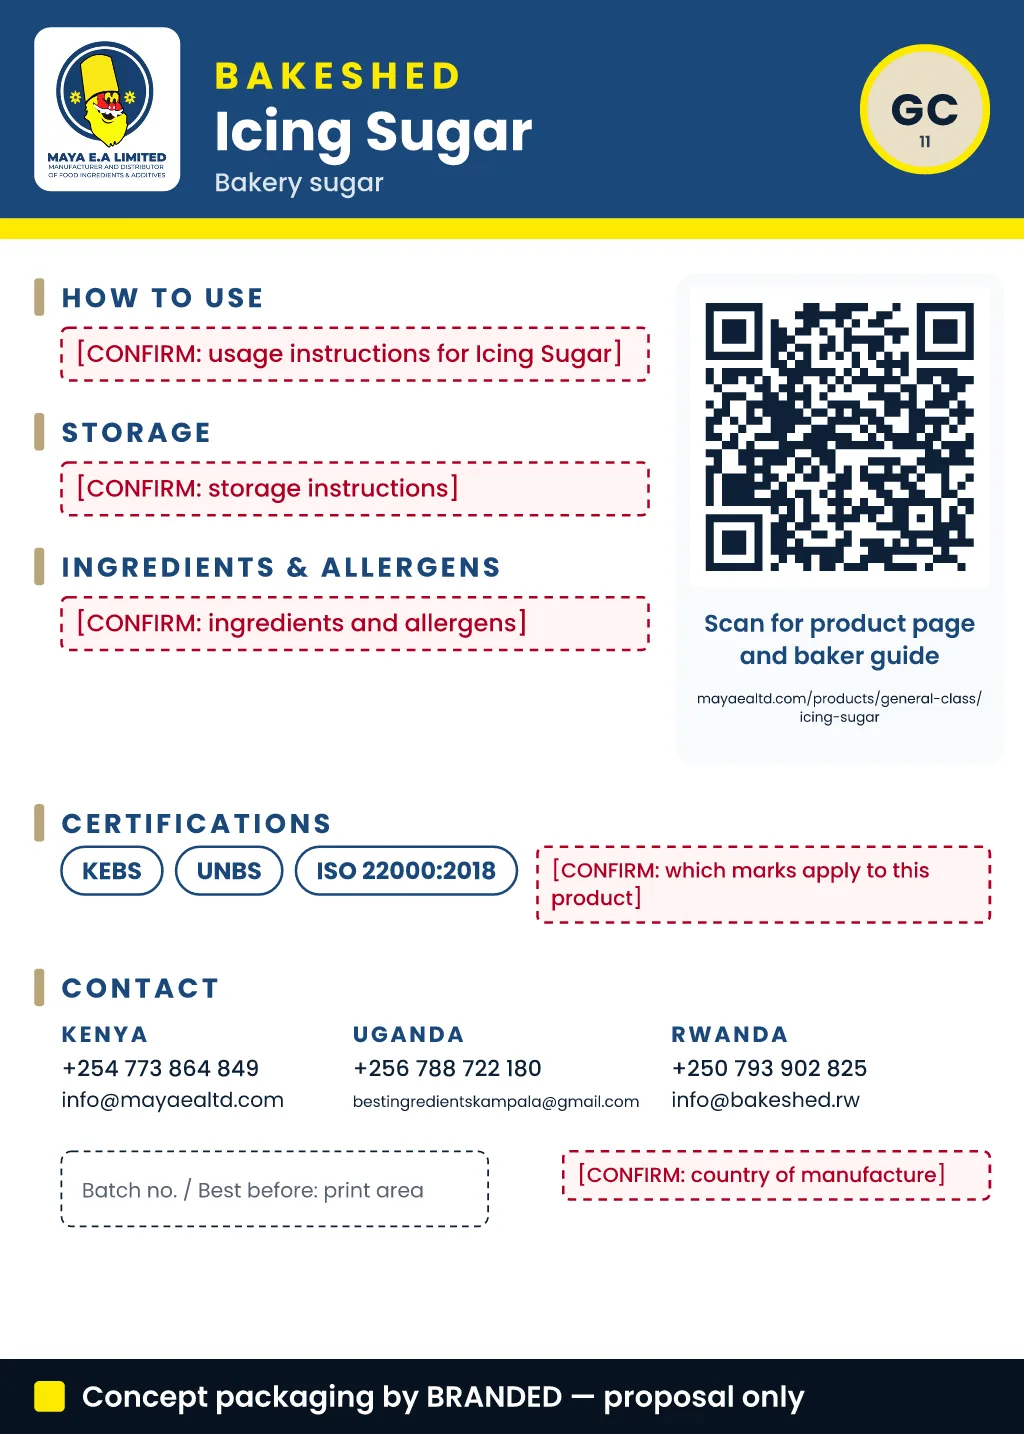 MAYA E.A LIMITED
MANUFACTURER AND DISTRIBUTOR
OF FOOD INGREDIENTS & ADDITIVES
BAKESHED
Icing Sugar
Bakery sugar
GC
11
HOW TO USE
[CONFIRM: usage instructions for Icing Sugar]
STORAGE
[CONFIRM: storage instructions]
INGREDIENTS & ALLERGENS
[CONFIRM: ingredients and allergens]
Scan for product page
and baker guide
mayaealtd.com/products/general-class/
icing-sugar
CERTIFICATIONS
KEBS
UNBS
ISO 22000:2018
[CONFIRM: which marks apply to this
product]
CONTACT
KENYA
+254 773 864 849
info@mayaealtd.com
UGANDA
+256 788 722 180
bestingredientskampala@gmail.com
RWANDA
+250 793 902 825
info@bakeshed.rw
Batch no. / Best before: print area
[CONFIRM: country of manufacture]
Concept packaging by BRANDED — proposal only